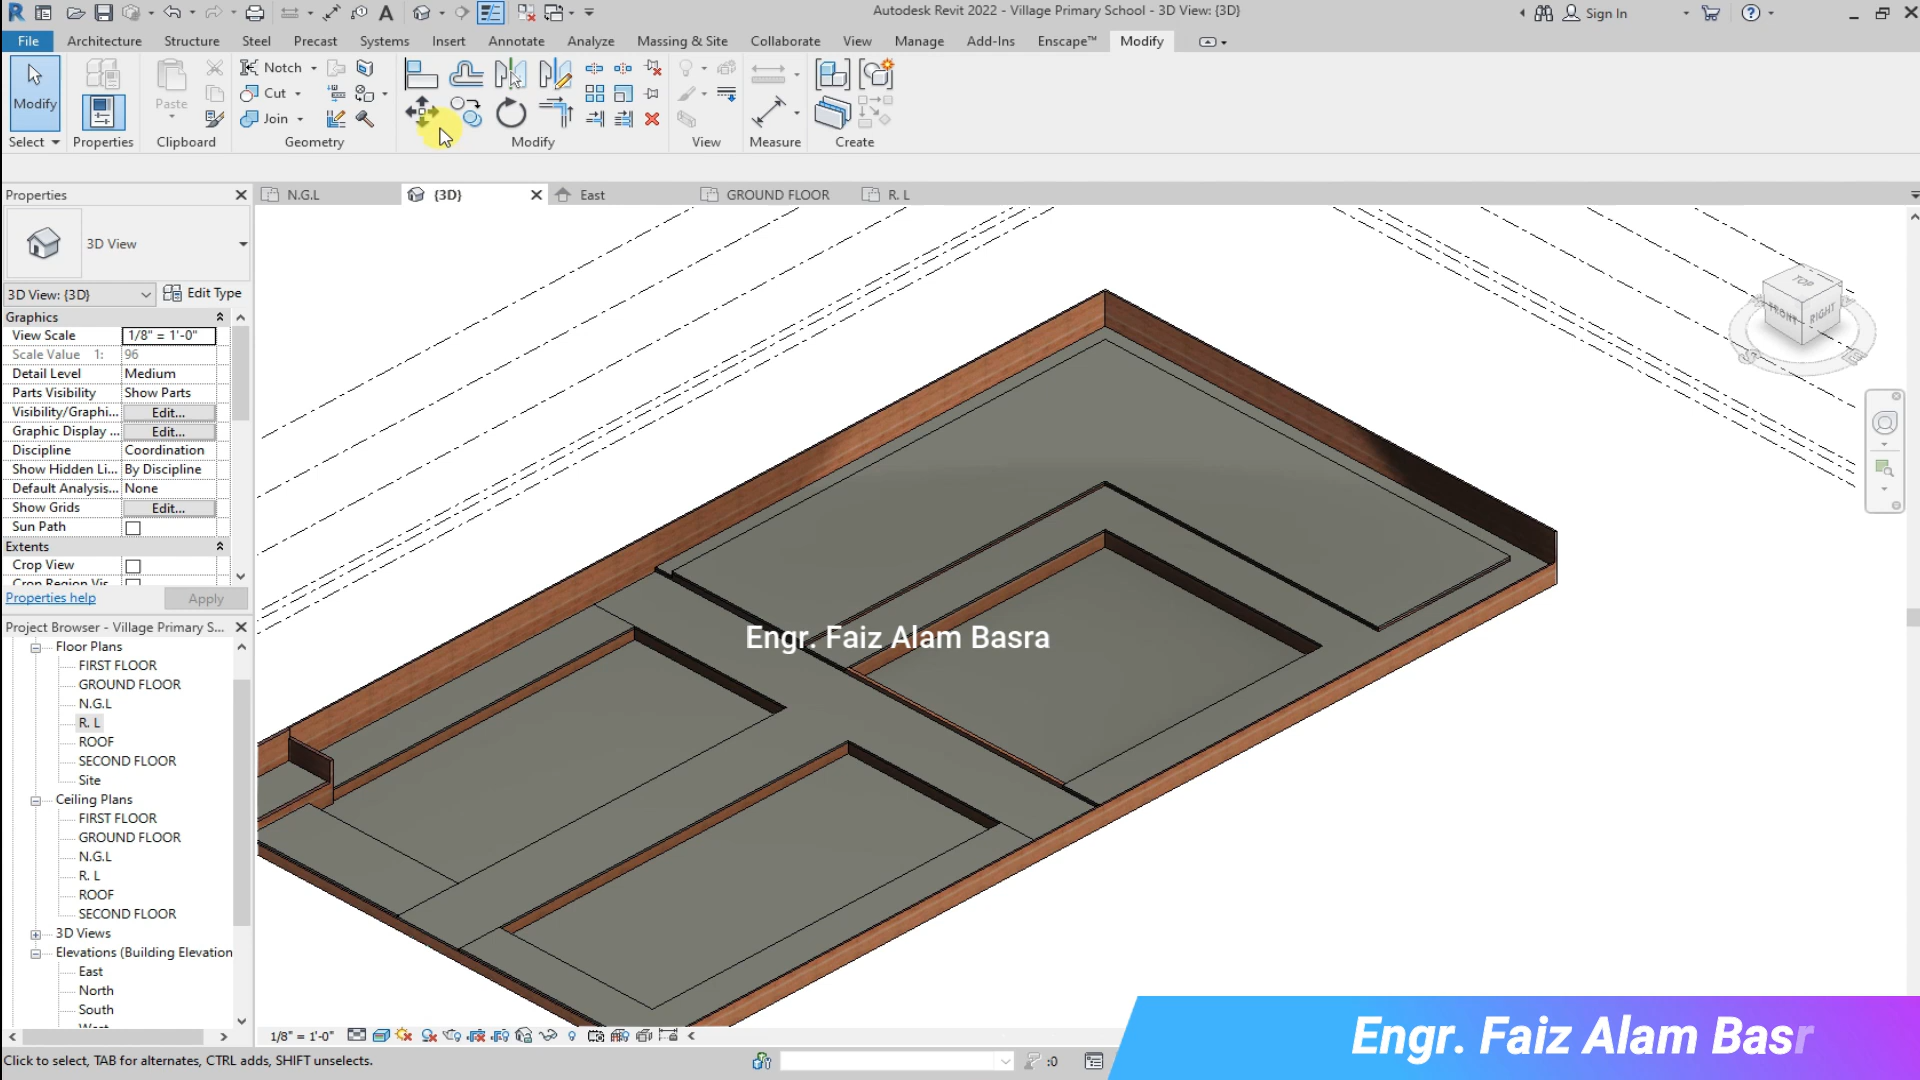 Autodesk Revit 2022 - Village Primary School - 3D View: {3D}
Sign In
File Architecture Structure Steel Precast Systems Insert Annotate Analyze Massing & Site Collaborate View Manage Add-Ins Enscape™ Modify
Modify
Paste
Notch
Cut
Join
Select Properties Clipboard Geometry Modify View Measure Create
Properties
N.G.L {3D} East GROUND FLOOR R. L
3D View
3D View: {3D} Edit Type
Graphics
View Scale 1/8" = 1'-0"
Scale Value 1: 96
Detail Level Medium
Parts Visibility Show Parts
Visibility/Graphi... Edit...
Graphic Display ... Edit...
Discipline Coordination
Show Hidden Li... By Discipline
Default Analysis... None
Show Grids Edit...
Sun Path
Extents
Crop View
Properties help Apply
Project Browser - Village Primary S...
Floor Plans
FIRST FLOOR
GROUND FLOOR
N.G.L
R. L
ROOF
SECOND FLOOR
Site
Ceiling Plans
FIRST FLOOR
GROUND FLOOR
N.G.L
R. L
ROOF
SECOND FLOOR
3D Views
Elevations (Building Elevation
East
North
South
TOP
FRONT RIGHT
S E
Engr. Faiz Alam Basra
1/8" = 1'-0"
Click to select, TAB for alternates, CTRL adds, SHIFT unselects.
:0
Engr. Faiz Alam Basr